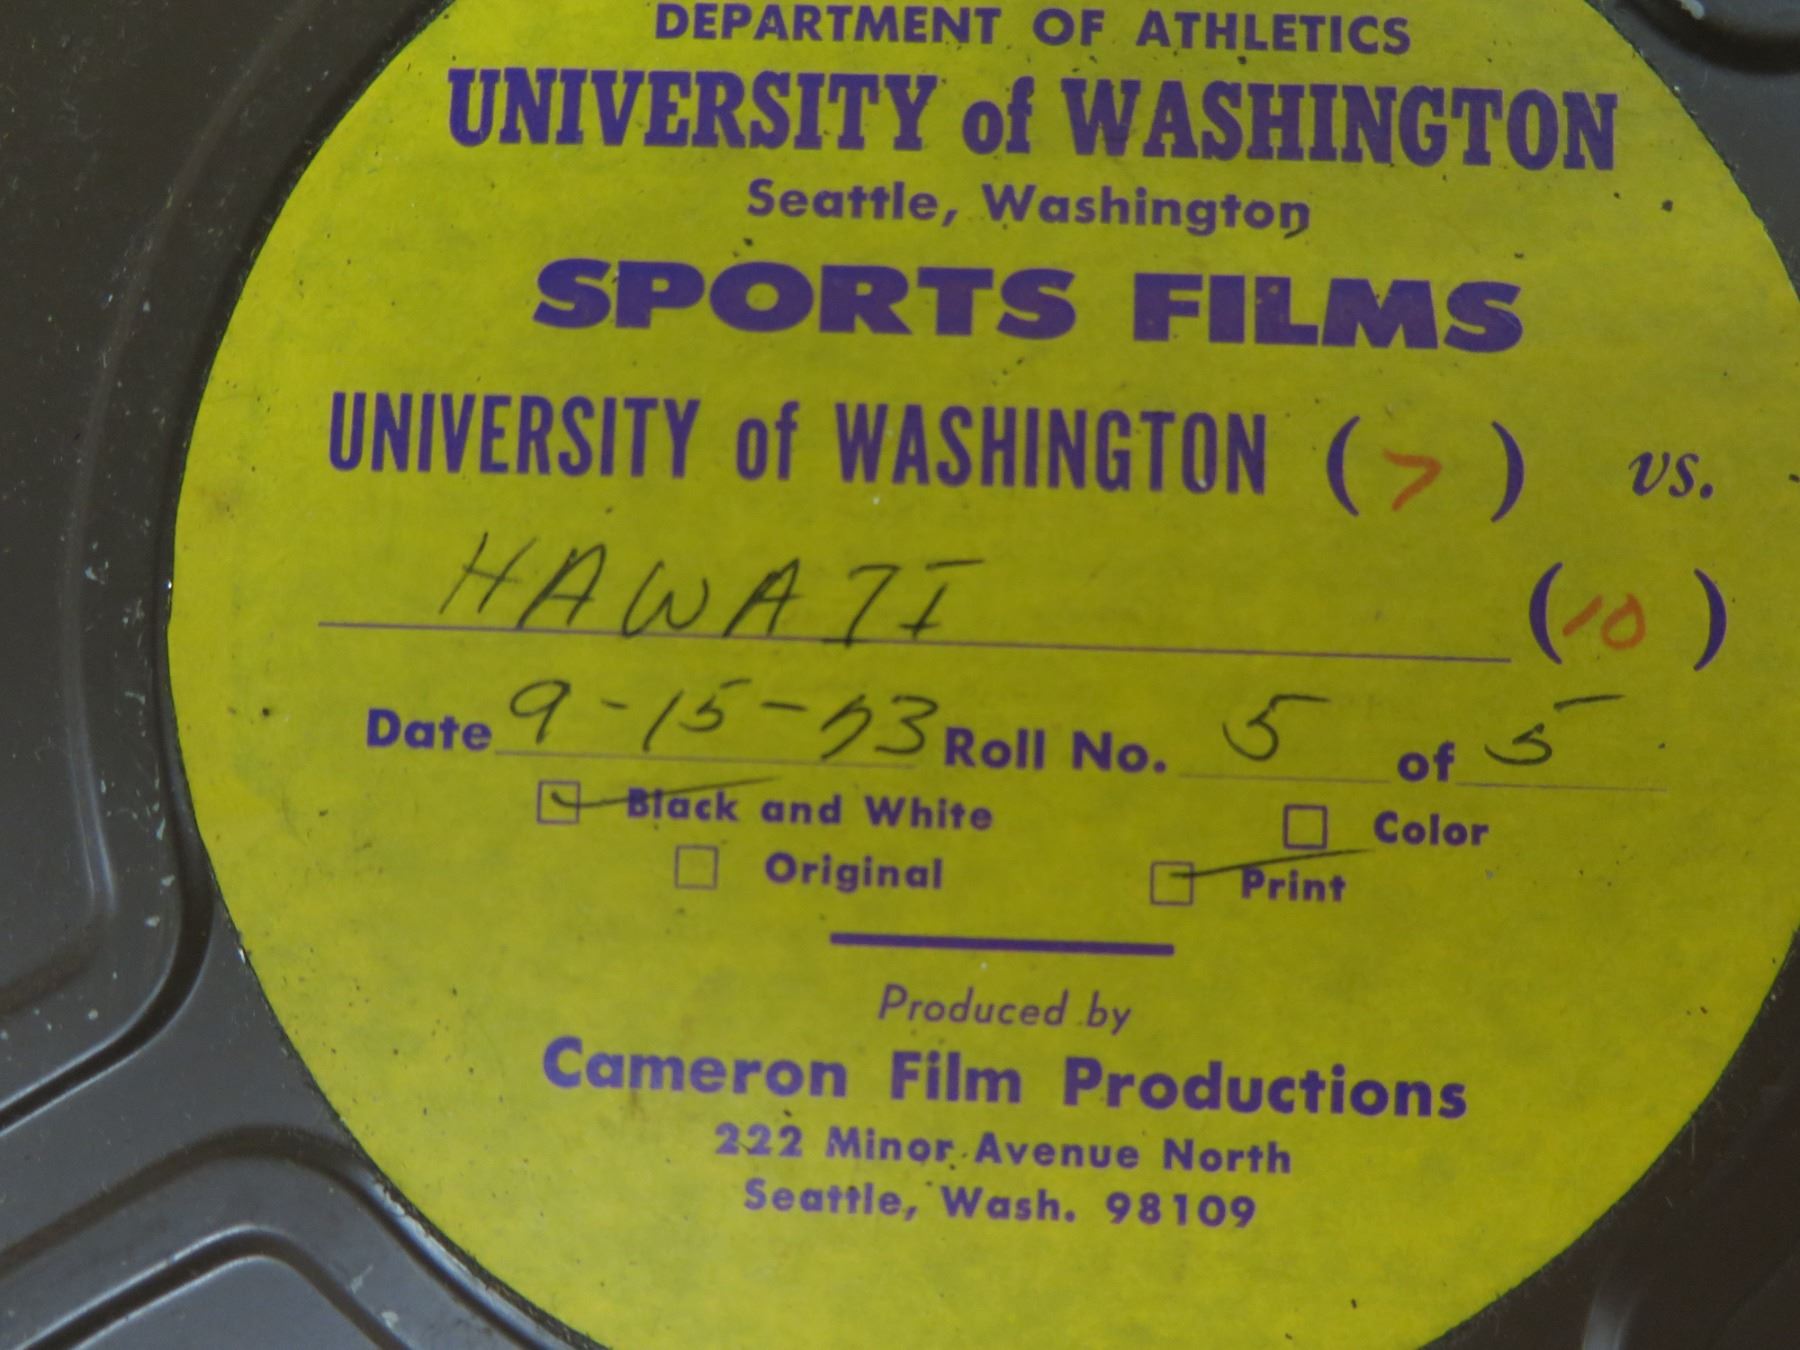 DEPARTMENT OF ATHLETICS
UNIVERSITY of WASHINGTON
Seattle, Washington
SPORTS FILMS
UNIVERSITY of WASHINGTON (7) vs.
HAWAII (10)
Date 9-15-73 Roll No. 5 of 5
Black and White Color
Original Print
Produced by
Cameron Film Productions
222 Minor Avenue North
Seattle, Wash. 98109